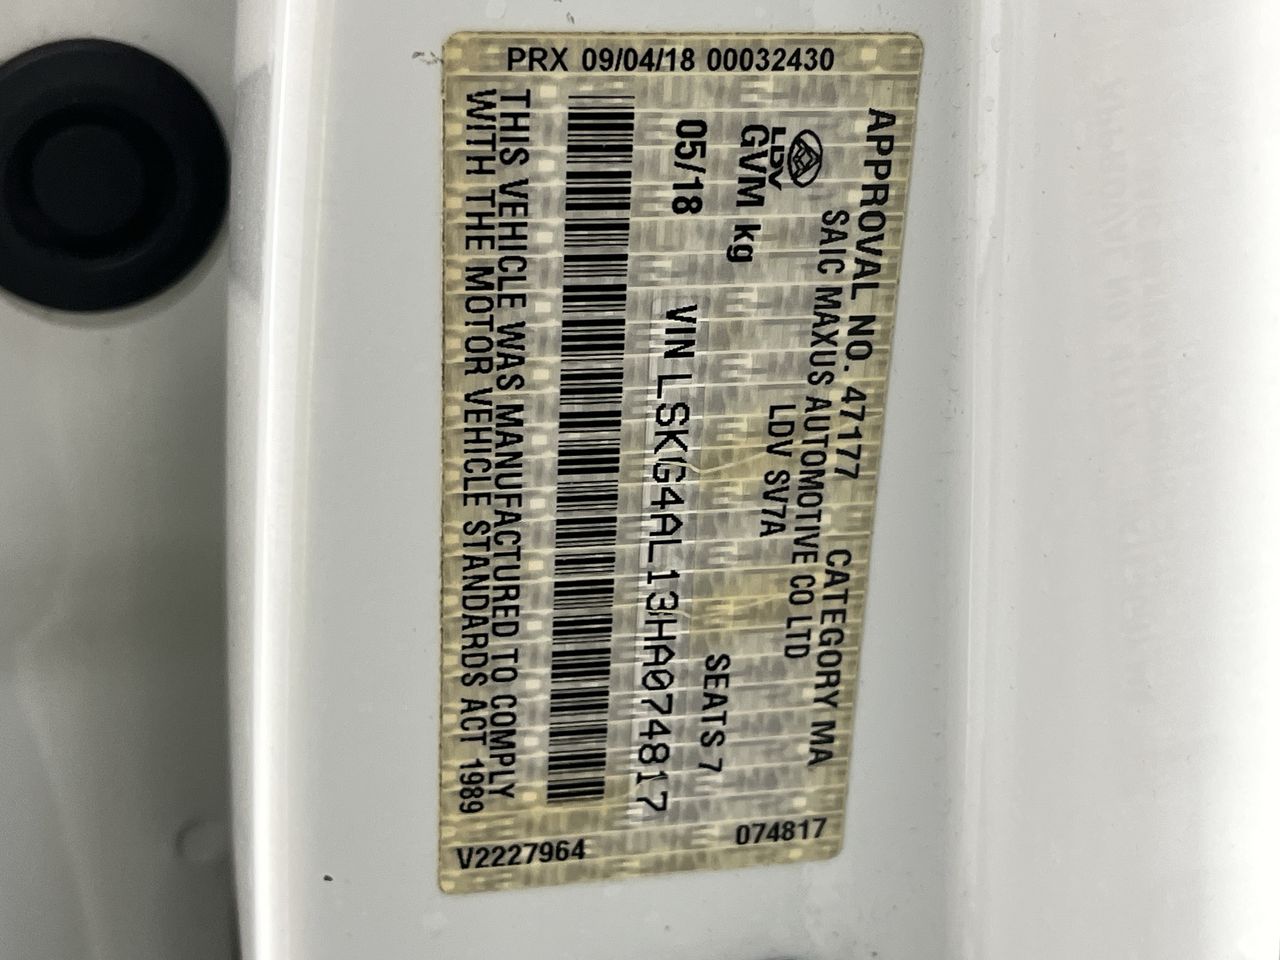 PRX 09/04/18 00032430
APPROVAL NO. 47177 CATEGORY MA
SAIC MAXUS AUTOMOTIVE CO LTD
LDV
LDV SV7A
GVM kg SEATS 7
05/18 VIN LSKG4AL13HA074817
THIS VEHICLE WAS MANUFACTURED TO COMPLY
WITH THE MOTOR VEHICLE STANDARDS ACT 1989
V2227964
074817